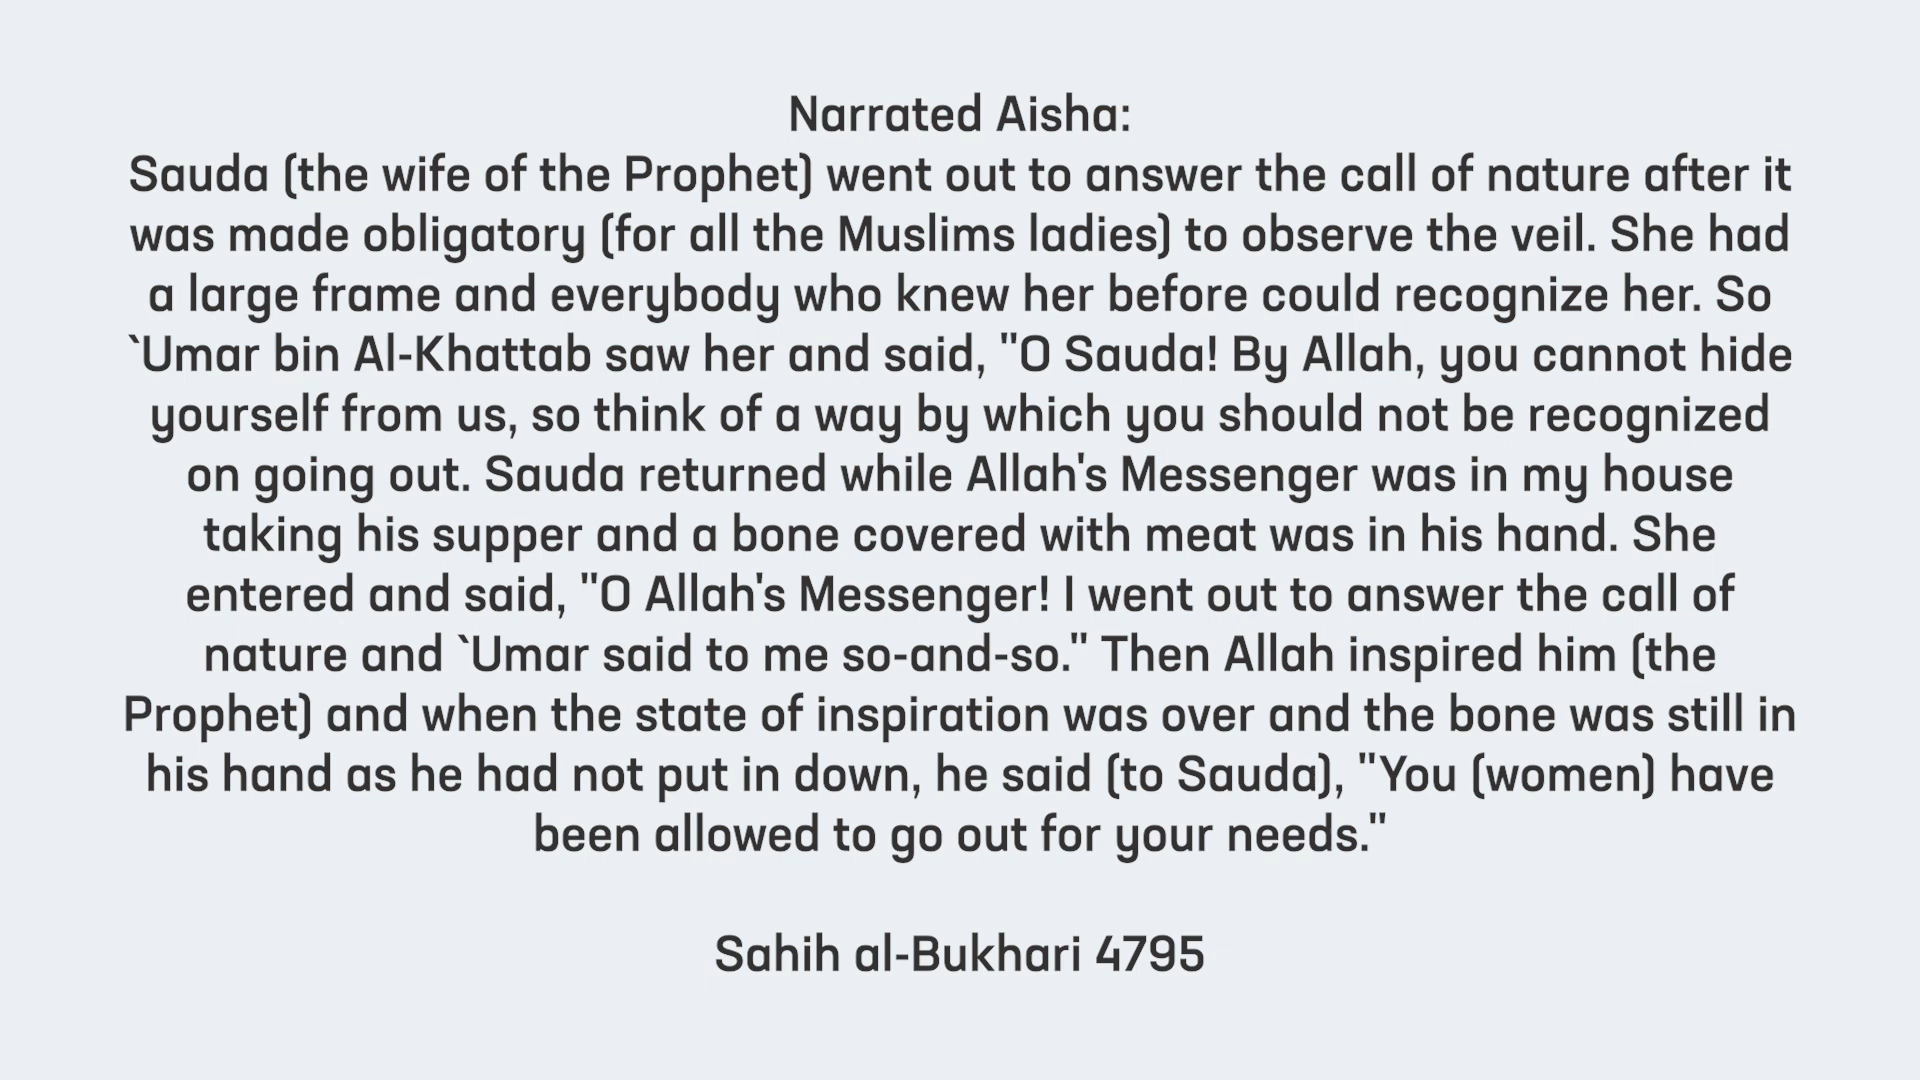 Narrated Aisha:
Sauda (the wife of the Prophet) went out to answer the call of nature after it
was made obligatory (for all the Muslims ladies) to observe the veil. She had
a large frame and everybody who knew her before could recognize her. So
`Umar bin Al-Khattab saw her and said, "O Sauda! By Allah, you cannot hide
yourself from us, so think of a way by which you should not be recognized
on going out. Sauda returned while Allah's Messenger was in my house
taking his supper and a bone covered with meat was in his hand. She
entered and said, "O Allah's Messenger! I went out to answer the call of
nature and `Umar said to me so-and-so." Then Allah inspired him (the
Prophet) and when the state of inspiration was over and the bone was still in
his hand as he had not put in down, he said (to Sauda), "You (women) have
been allowed to go out for your needs."
Sahih al-Bukhari 4795